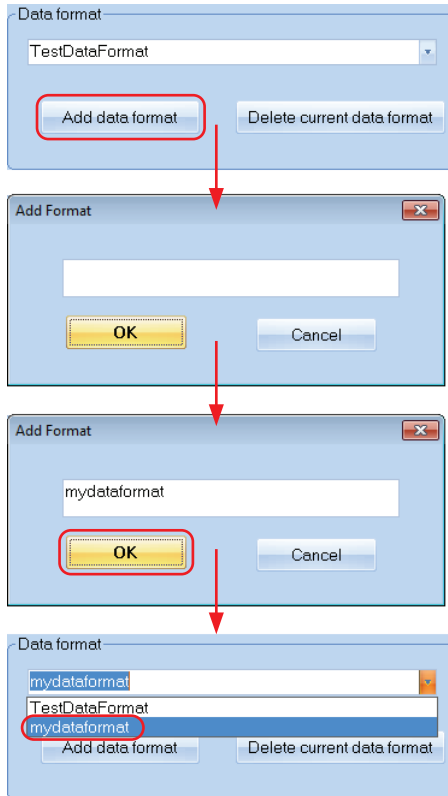 Data format
TestDataFormat
Add data format Delete current data format
Add Format
OK Cancel
Add Format
mydataformat
OK Cancel
Data format
mydataformat
TestDataFormat
mydataformat
Add data format Delete current data format